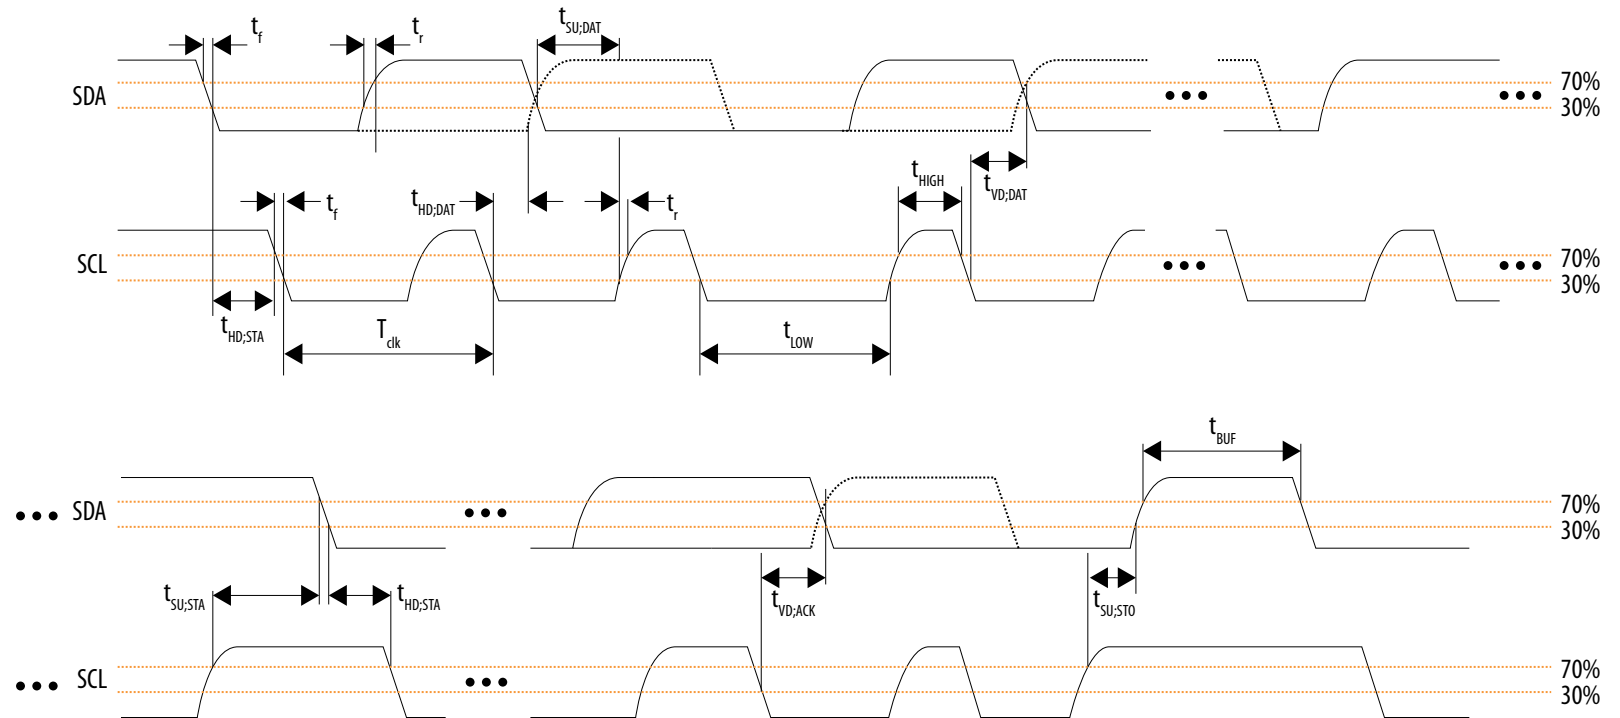 t_f t_r t_SU;DAT
SDA 70%
30%
t_HIGH t_VD;DAT
t_f t_HD;DAT t_r
SCL 70%
30%
t_HD;STA T_clk t_LOW
t_BUF
SDA 70%
30%
t_SU;STA t_HD;STA t_VD;ACK t_SU;STO
SCL 70%
30%